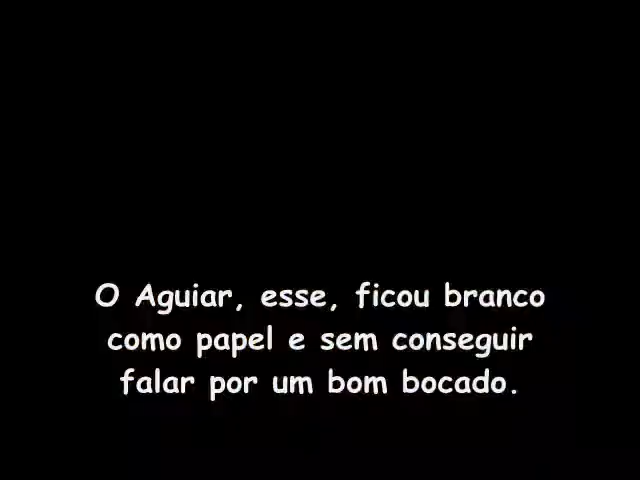 O Aguiar, esse, ficou branco
como papel e sem conseguir
falar por um bom bocado.